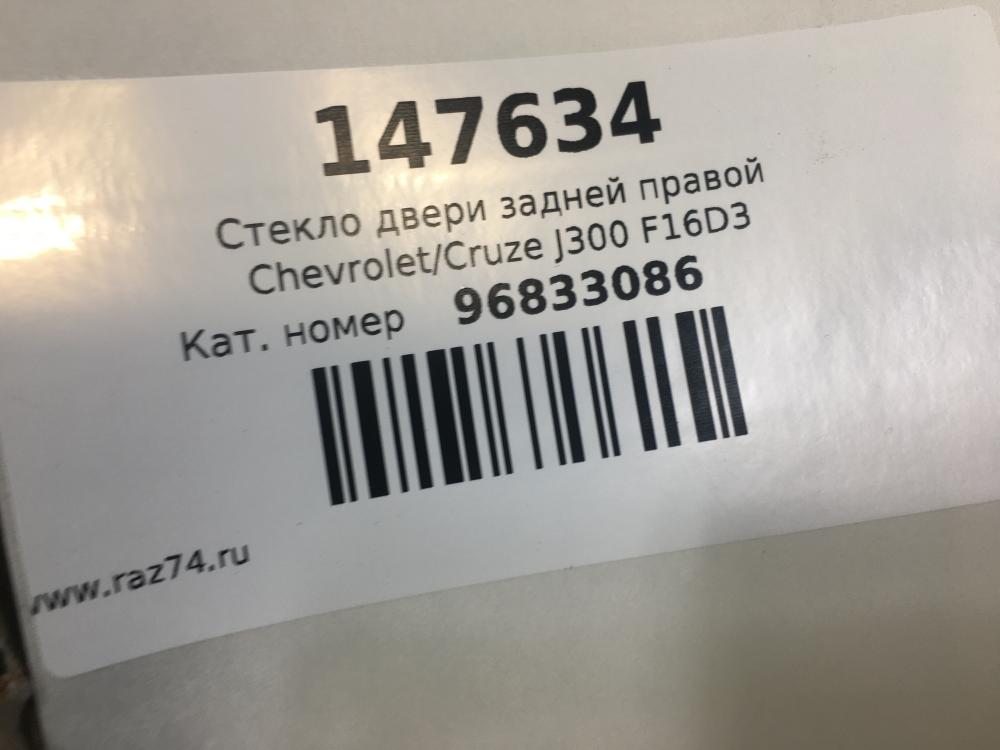 147634
Стекло двери задней правой
Chevrolet/Cruze J300 F16D3
Кат. номер 96833086
www.raz74.ru